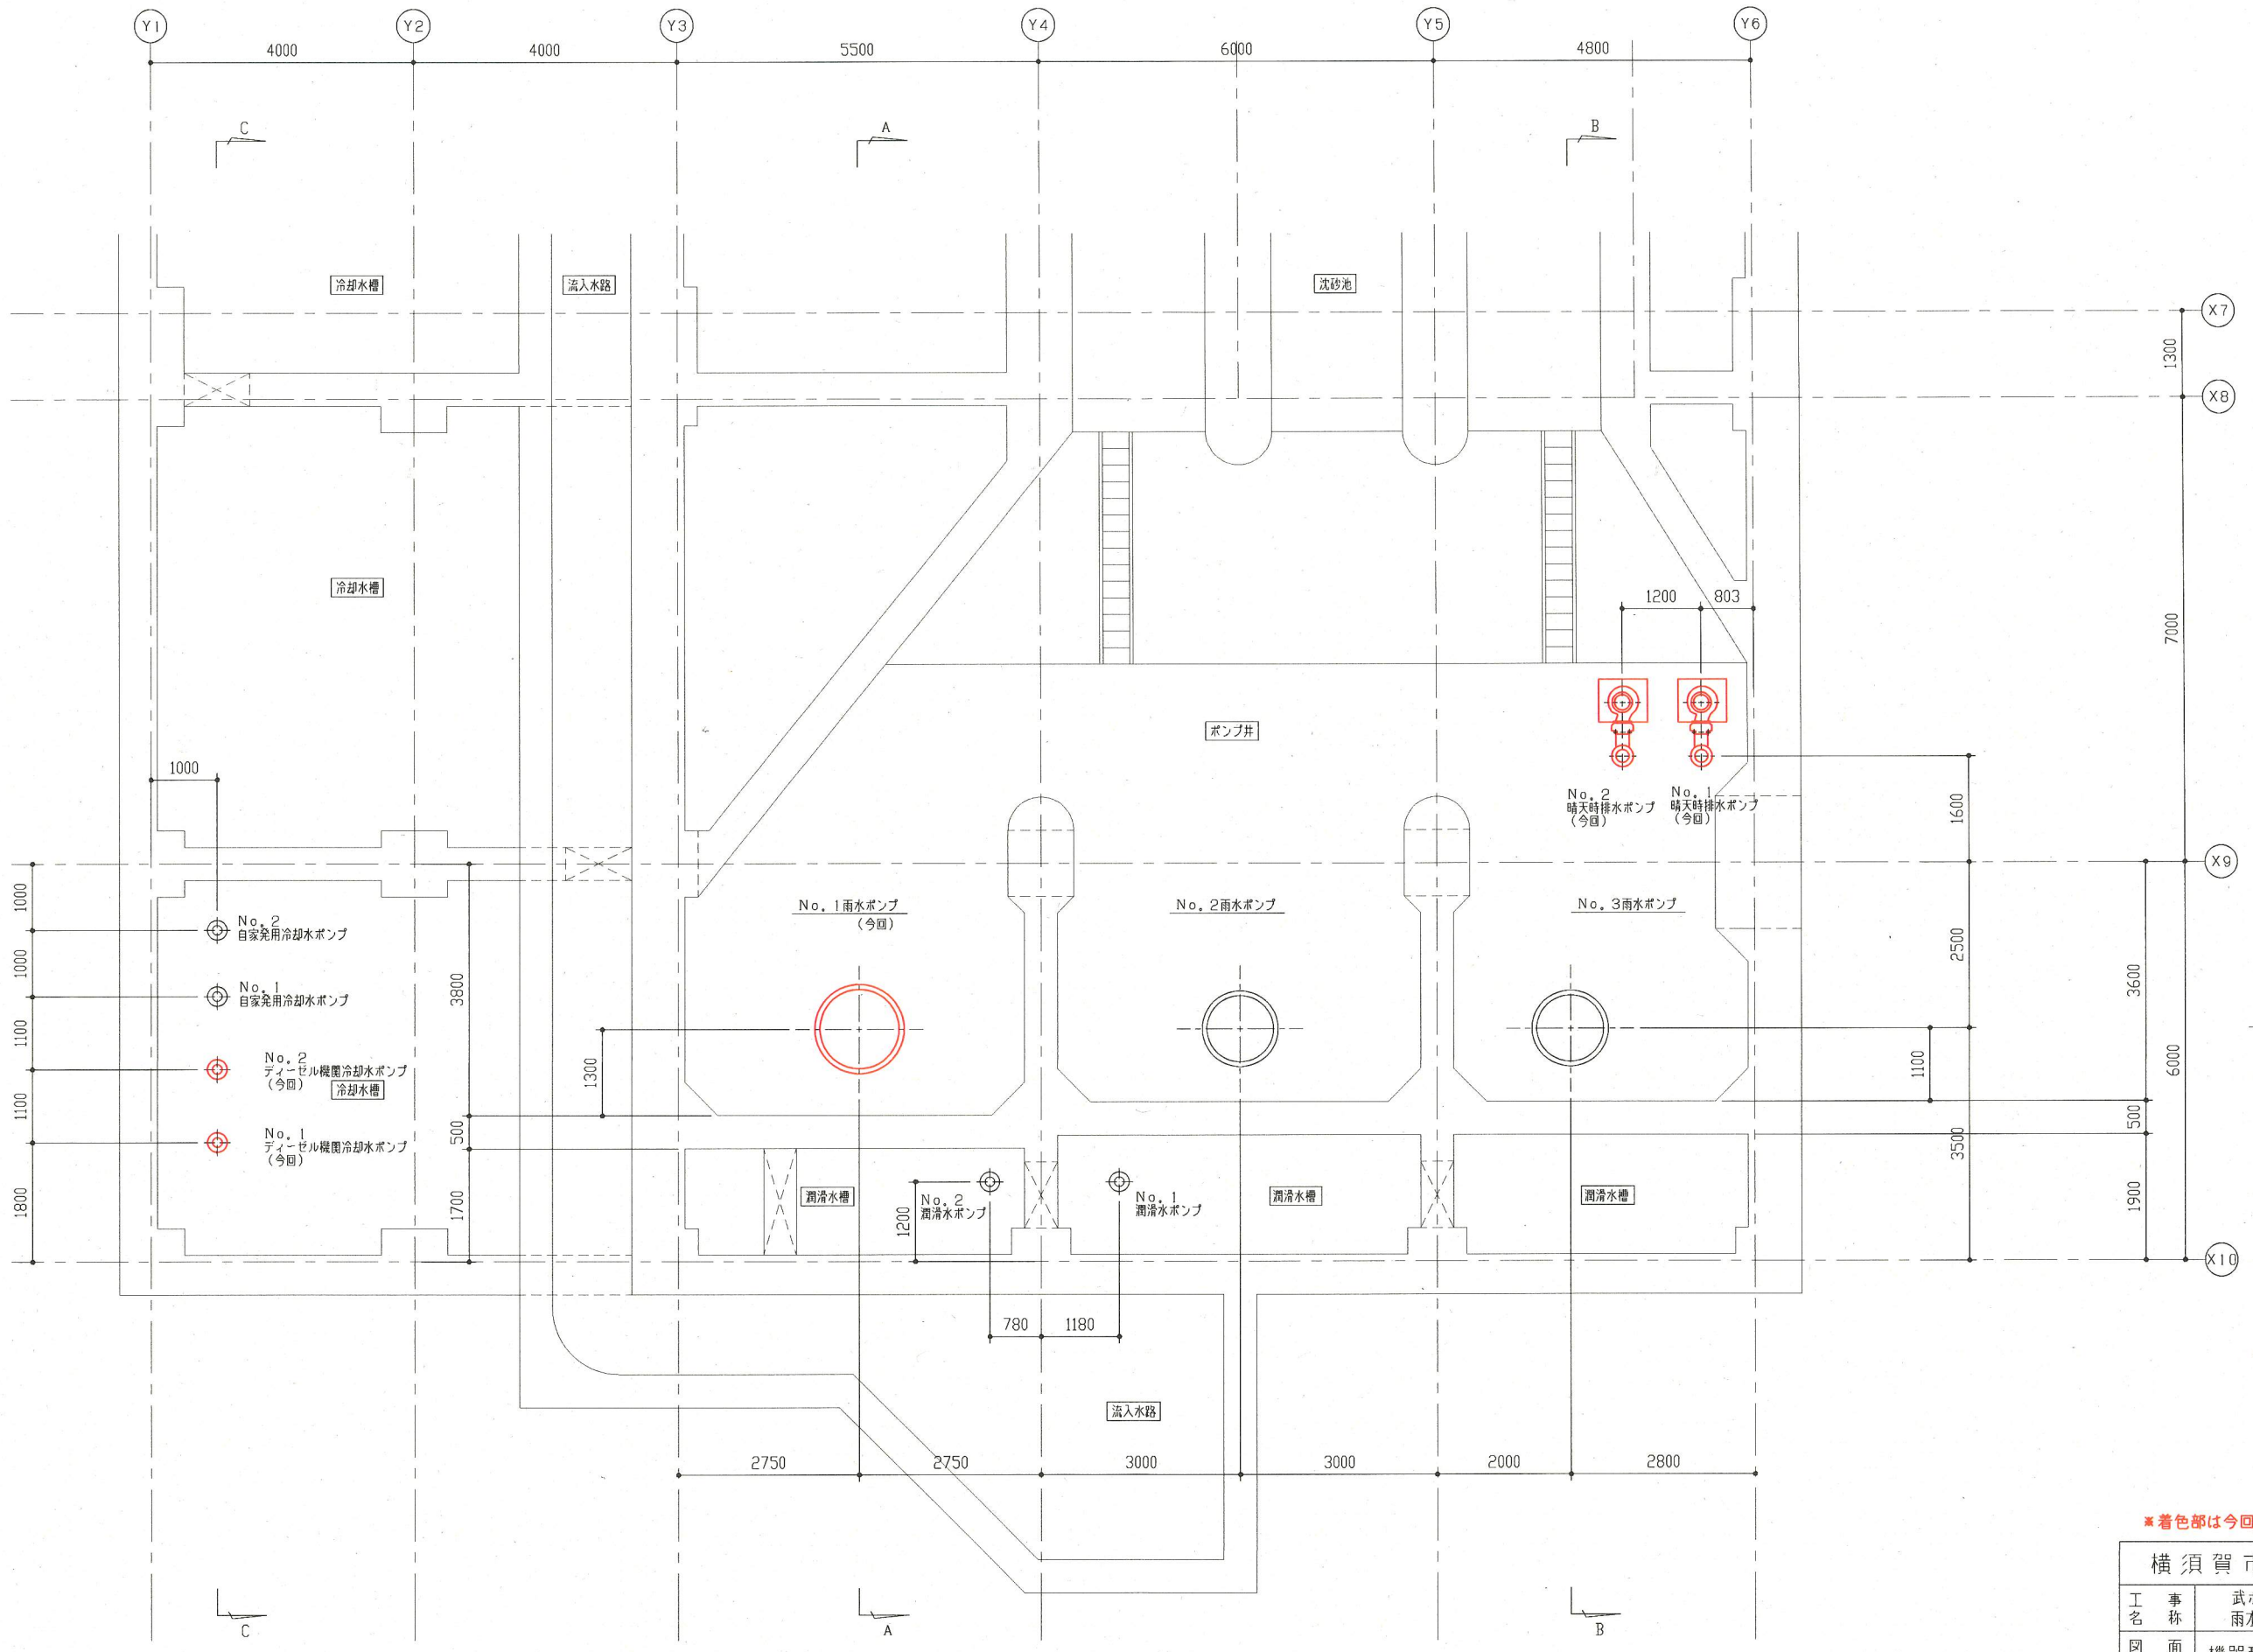 Y1
Y2
Y3
Y4
Y5
Y6
4000
4000
5500
6000
4800
C
A
B
冷却水槽
流入水路
沈砂池
X7
1300
X8
冷却水槽
1200
803
7000
ポンプ井
1000
No. 2
晴天時排水ポンプ
(今回)
No. 1
晴天時排水ポンプ
(今回)
1600
X9
1000
No. 2
自家発用冷却水ポンプ
No. 1雨水ポンプ
(今回)
No. 2雨水ポンプ
No. 3雨水ポンプ
2500
1000
No. 1
自家発用冷却水ポンプ
3800
3600
1100
No. 2
ディーゼル機関冷却水ポンプ
(今回)
冷却水槽
1300
1100
6000
1100
No. 1
ディーゼル機関冷却水ポンプ
(今回)
500
500
3500
1800
1700
潤滑水槽
No. 2
潤滑水ポンプ
1200
No. 1
潤滑水ポンプ
潤滑水槽
潤滑水槽
1900
X10
780
1180
流入水路
2750
2750
3000
3000
2000
2800
C
A
B
※着色部は今回
横須賀
工事
名称
図面